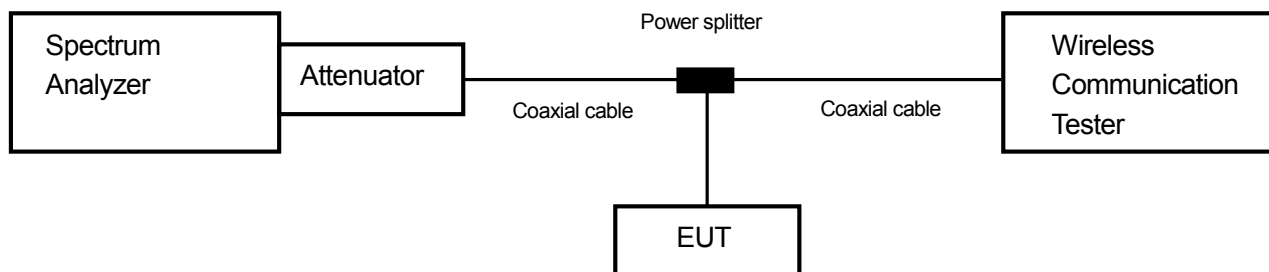 Power splitter
Spectrum
Analyzer
Attenuator
Wireless
Communication
Tester
Coaxial cable
Coaxial cable
EUT